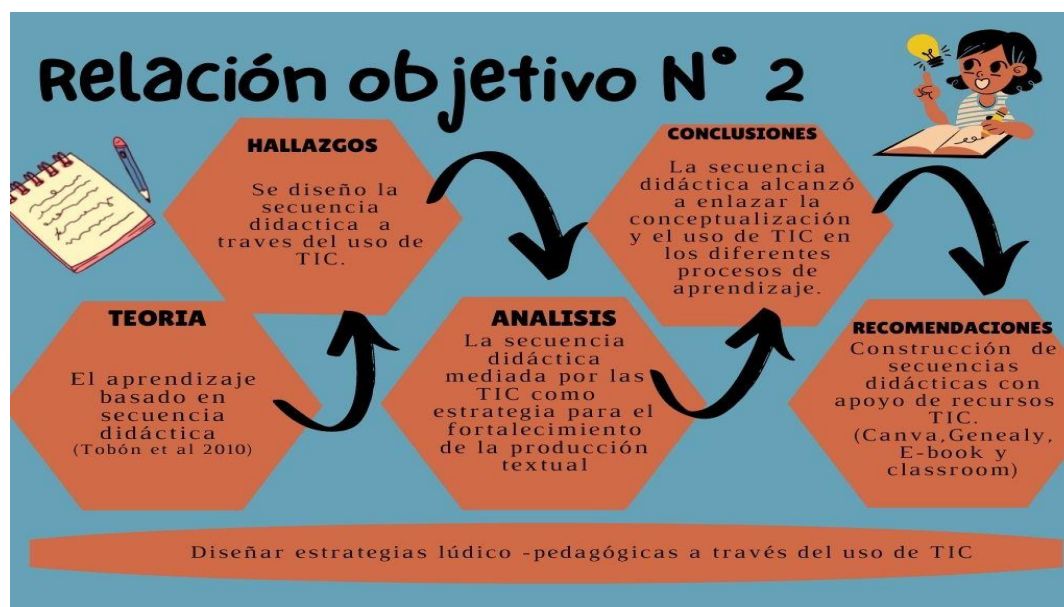 Relación objetivo N° 2
HALLAZGOS
Se diseño la
secuencia
didactica a
traves del uso de
TIC.
CONCLUSIONES
La secuencia
didáctica alcanzó
a enlazar la
conceptualización
y el uso de TIC en
los diferentes
procesos de
aprendizaje.
TEORIA
El aprendizaje
basado en
secuencia
didáctica
(Tobón et al 2010)
ANALISIS
La secuencia
didáctica
mediada por las
TIC como
estrategia para el
fortalecimiento
de la producción
textual
RECOMENDACIONES
Construcción de
secuencias
didácticas con
apoyo de recursos
TIC.
(Canva,Genealy,
E-book y
classroom)
Diseñar estrategias lúdico -pedagógicas a través del uso de TIC